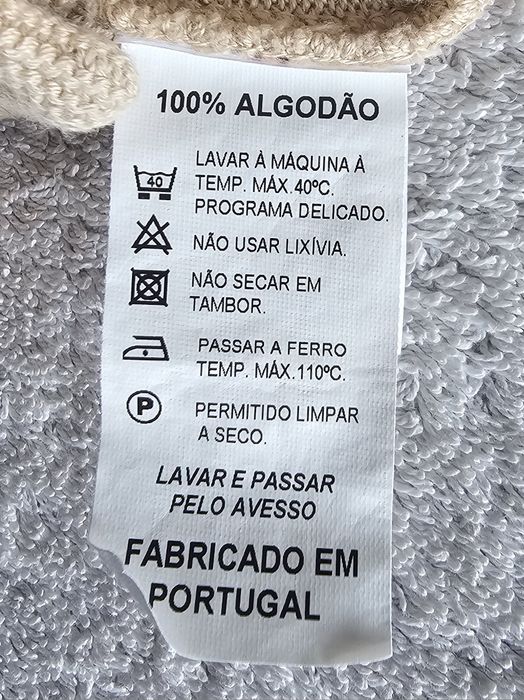 100% ALGODÃO
40
LAVAR À MÁQUINA À
TEMP. MÁX.40ºC.
PROGRAMA DELICADO.
NÃO USAR LIXÍVIA.
NÃO SECAR EM
TAMBOR.
PASSAR A FERRO
TEMP. MÁX.110ºC.
P
PERMITIDO LIMPAR
A SECO.
LAVAR E PASSAR
PELO AVESSO
FABRICADO EM
PORTUGAL